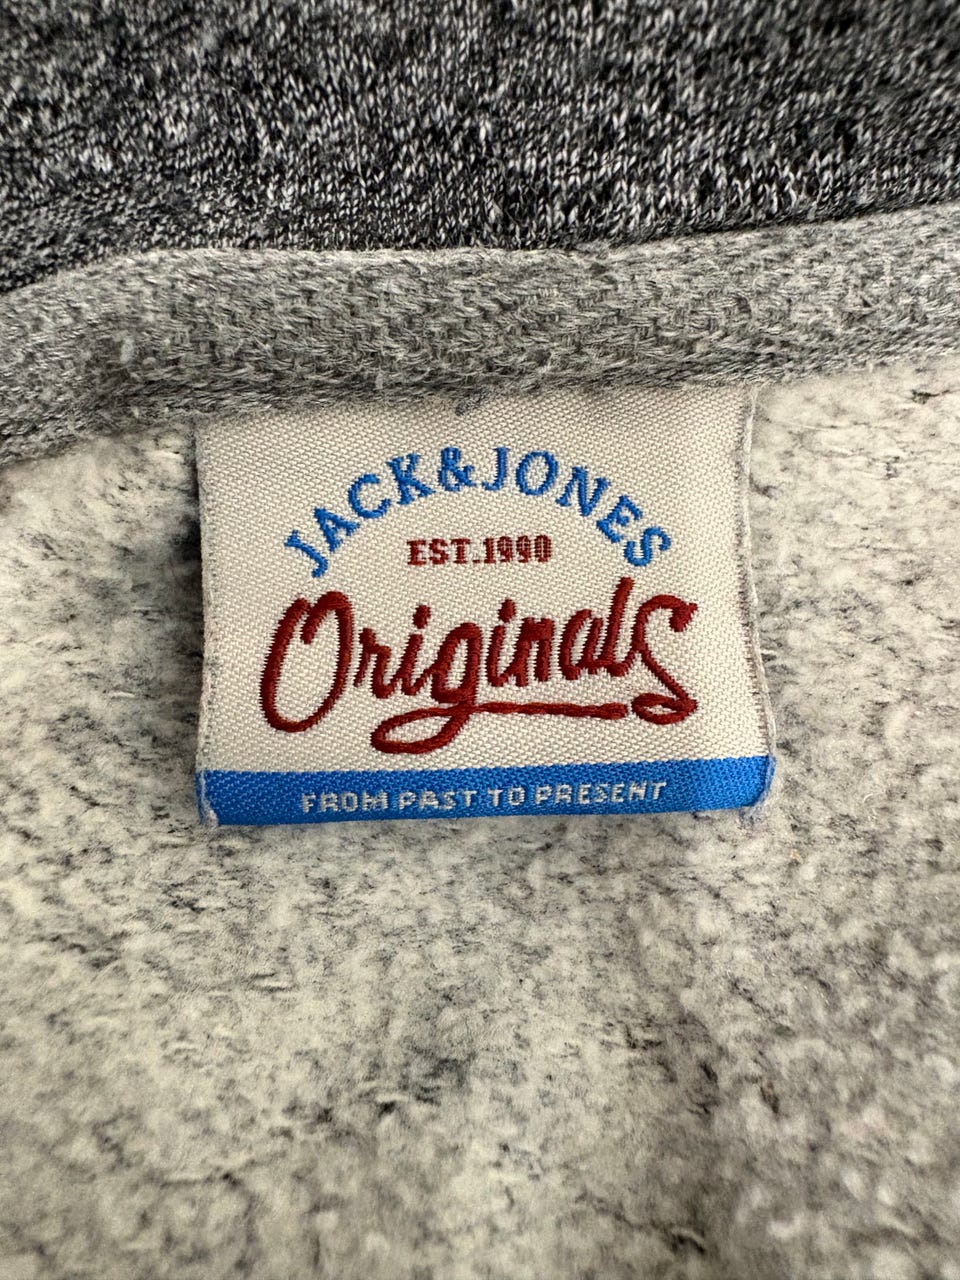 JACK&JONES
EST.1990
Originals
FROM PAST TO PRESENT